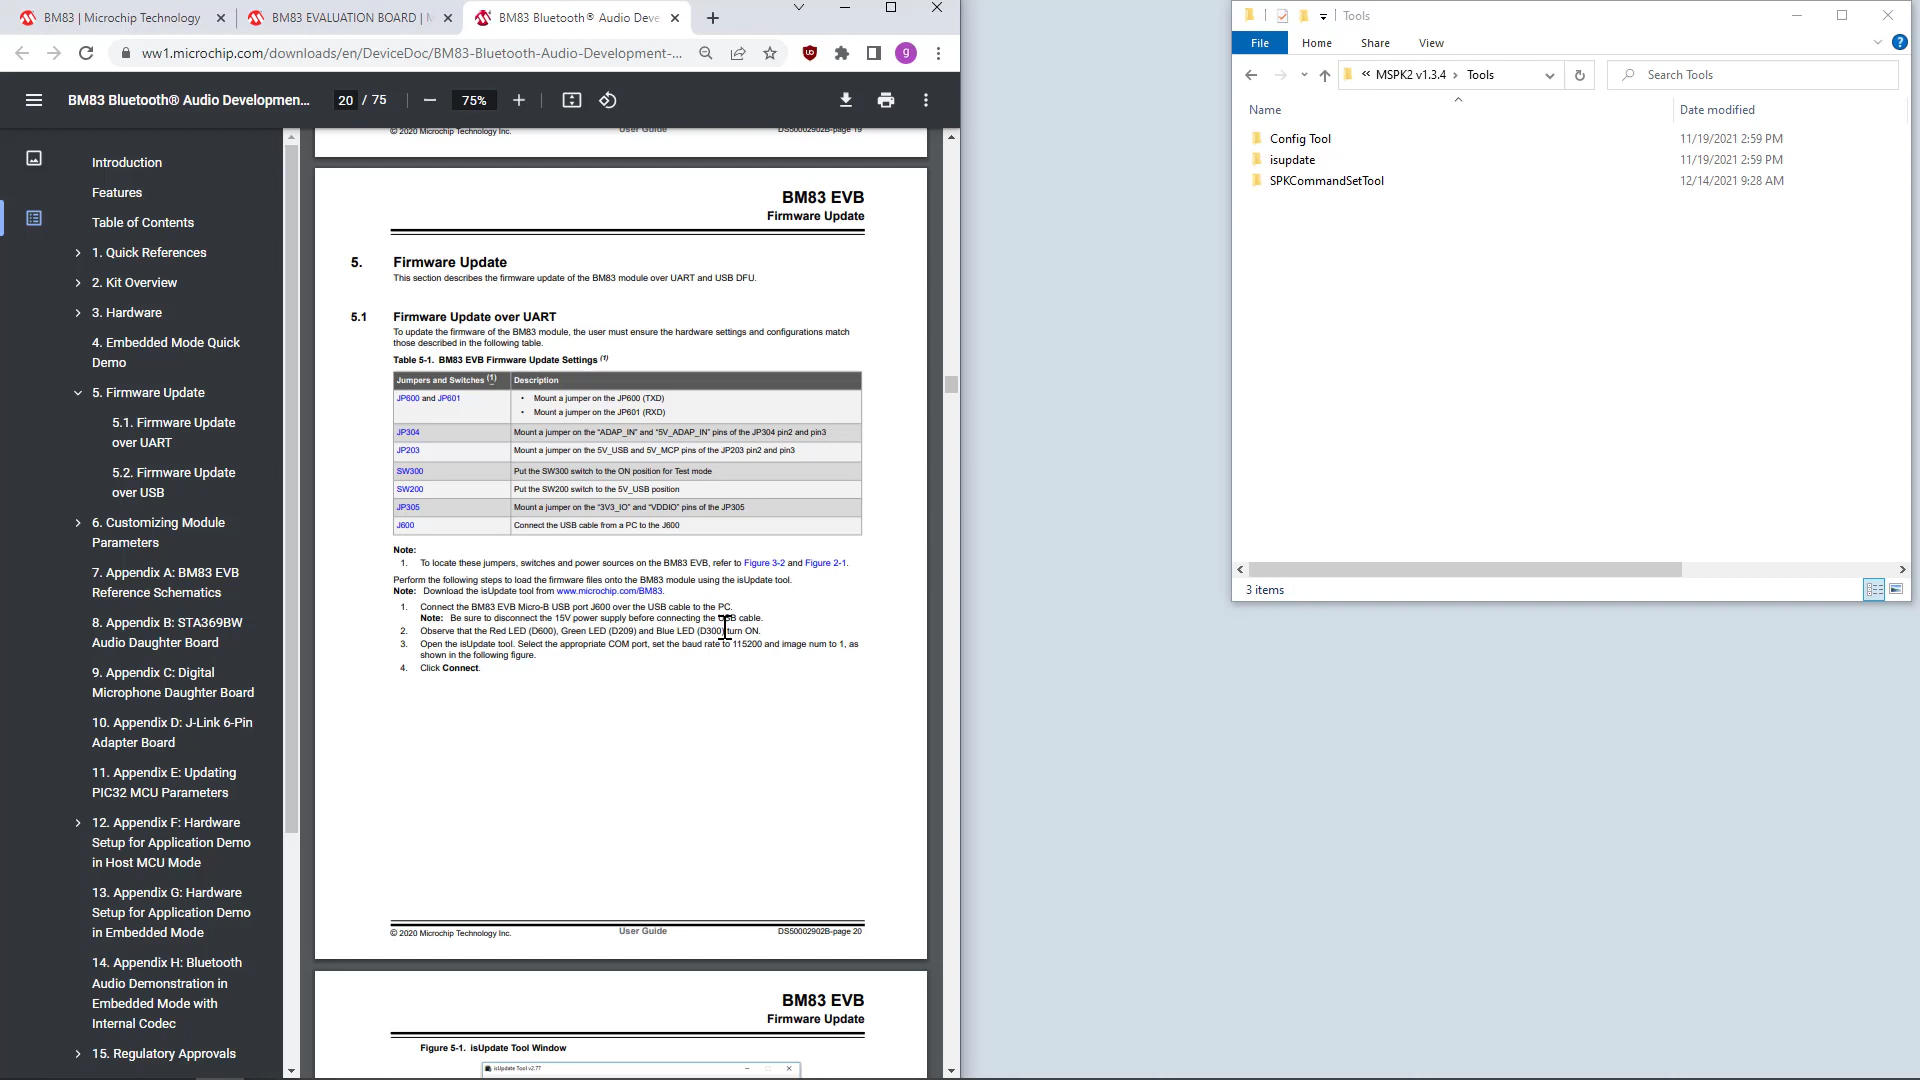 BM83 | Microchip Technology
BM83 EVALUATION BOARD | M
BM83 Bluetooth® Audio Deve
ww1.microchip.com/downloads/en/DeviceDoc/BM83-Bluetooth-Audio-Development-...
g
BM83 Bluetooth® Audio Developmen...
20 / 75
75%
Introduction
Features
Table of Contents
1. Quick References
2. Kit Overview
3. Hardware
4. Embedded Mode Quick
Demo
5. Firmware Update
5.1. Firmware Update
over UART
5.2. Firmware Update
over USB
6. Customizing Module
Parameters
7. Appendix A: BM83 EVB
Reference Schematics
8. Appendix B: STA369BW
Audio Daughter Board
9. Appendix C: Digital
Microphone Daughter Board
10. Appendix D: J-Link 6-Pin
Adapter Board
11. Appendix E: Updating
PIC32 MCU Parameters
12. Appendix F: Hardware
Setup for Application Demo
in Host MCU Mode
13. Appendix G: Hardware
Setup for Application Demo
in Embedded Mode
14. Appendix H: Bluetooth
Audio Demonstration in
Embedded Mode with
Internal Codec
15. Regulatory Approvals
© 2020 Microchip Technology Inc. User Guide DS50002902B-page 19
BM83 EVB
Firmware Update
5. Firmware Update
This section describes the firmware update of the BM83 module over UART and USB DFU.
5.1 Firmware Update over UART
To update the firmware of the BM83 module, the user must ensure the hardware settings and configurations match
those described in the following table.
Table 5-1. BM83 EVB Firmware Update Settings (1)
Jumpers and Switches (1) Description
JP600 and JP601 • Mount a jumper on the JP600 (TXD)
• Mount a jumper on the JP601 (RXD)
JP304 Mount a jumper on the "ADAP_IN" and "5V_ADAP_IN" pins of the JP304 pin2 and pin3
JP203 Mount a jumper on the 5V_USB and 5V_MCP pins of the JP203 pin2 and pin3
SW300 Put the SW300 switch to the ON position for Test mode
SW200 Put the SW200 switch to the 5V_USB position
JP305 Mount a jumper on the "3V3_IO" and "VDDIO" pins of the JP305
J600 Connect the USB cable from a PC to the J600
Note:
1. To locate these jumpers, switches and power sources on the BM83 EVB, refer to Figure 3-2 and Figure 2-1.
Perform the following steps to load the firmware files onto the BM83 module using the isUpdate tool.
Note: Download the isUpdate tool from www.microchip.com/BM83.
1. Connect the BM83 EVB Micro-B USB port J600 over the USB cable to the PC.
Note: Be sure to disconnect the 15V power supply before connecting the USB cable.
2. Observe that the Red LED (D600), Green LED (D209) and Blue LED (D300) turn ON.
3. Open the isUpdate tool. Select the appropriate COM port, set the baud rate to 115200 and image num to 1, as
shown in the following figure.
4. Click Connect.
© 2020 Microchip Technology Inc. User Guide DS50002902B-page 20
BM83 EVB
Firmware Update
Figure 5-1. isUpdate Tool Window
isUpdate Tool v2.77
Tools
File Home Share View
« MSPK2 v1.3.4 › Tools
Search Tools
Name Date modified
Config Tool 11/19/2021 2:59 PM
isupdate 11/19/2021 2:59 PM
SPKCommandSetTool 12/14/2021 9:28 AM
3 items